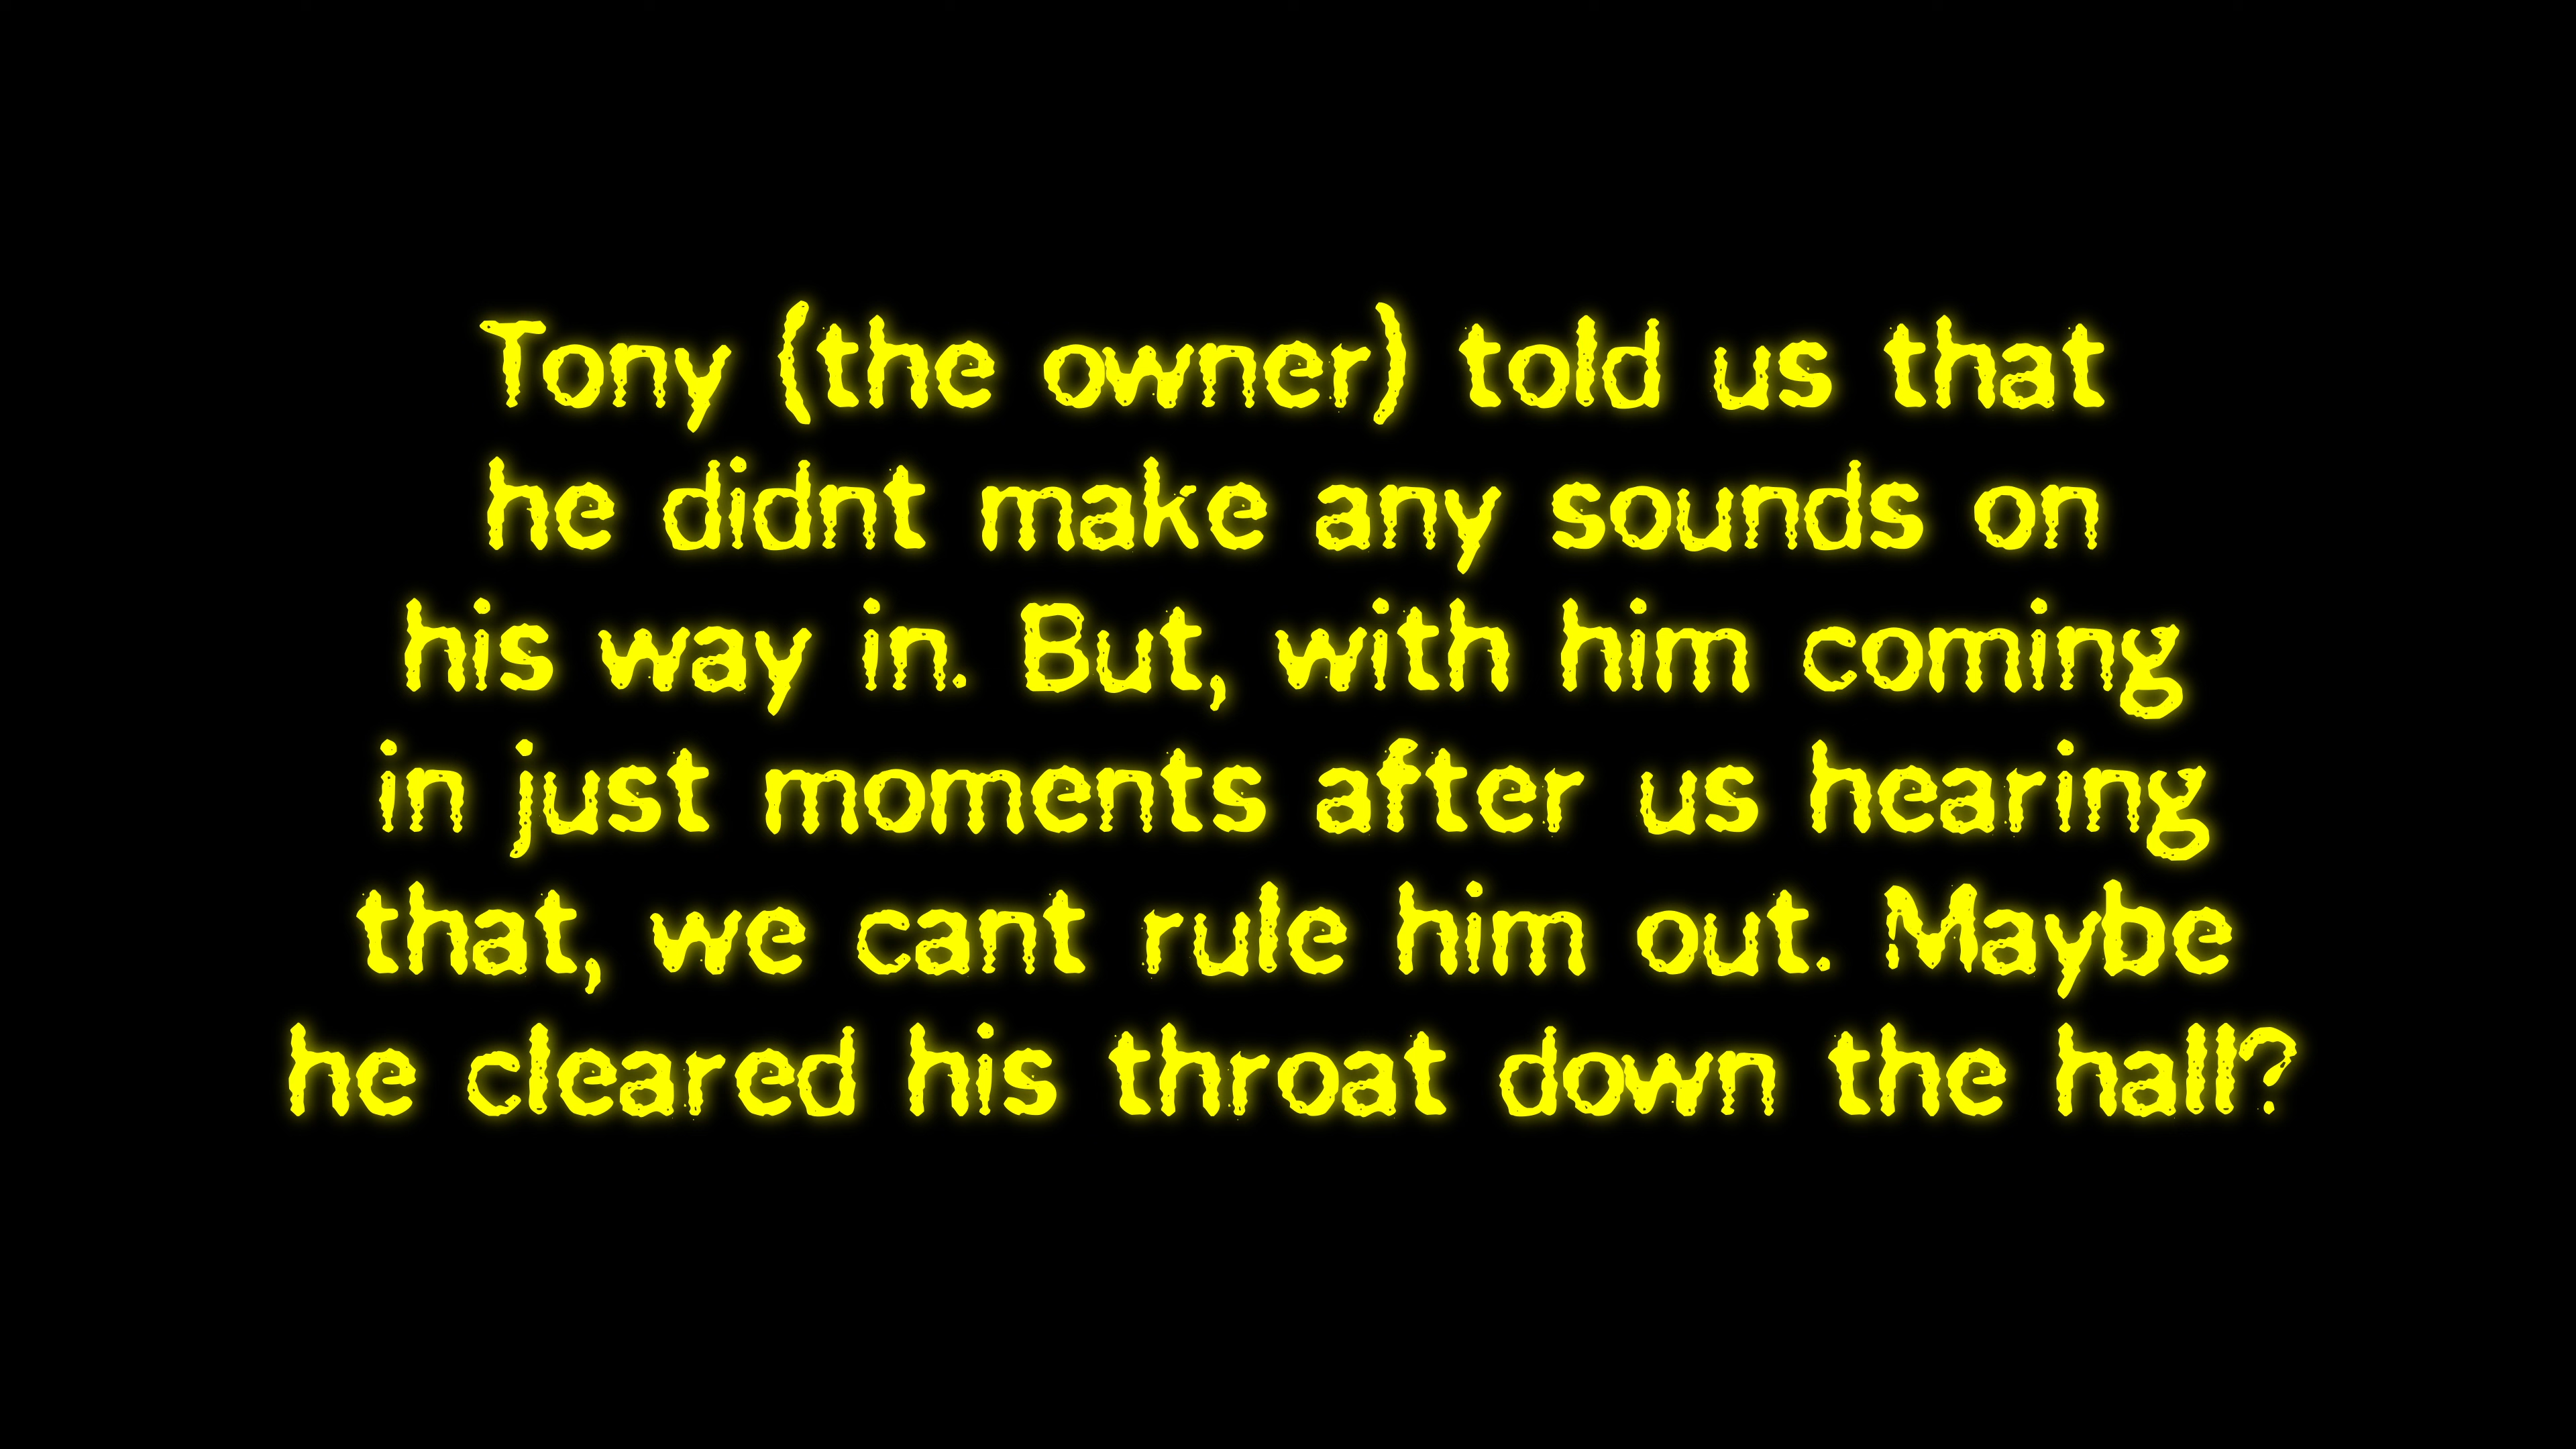 Tony (the owner) told us that
he didnt make any sounds on
his way in. But, with him coming
in just moments after us hearing
that, we cant rule him out. Maybe
he cleared his throat down the hall?